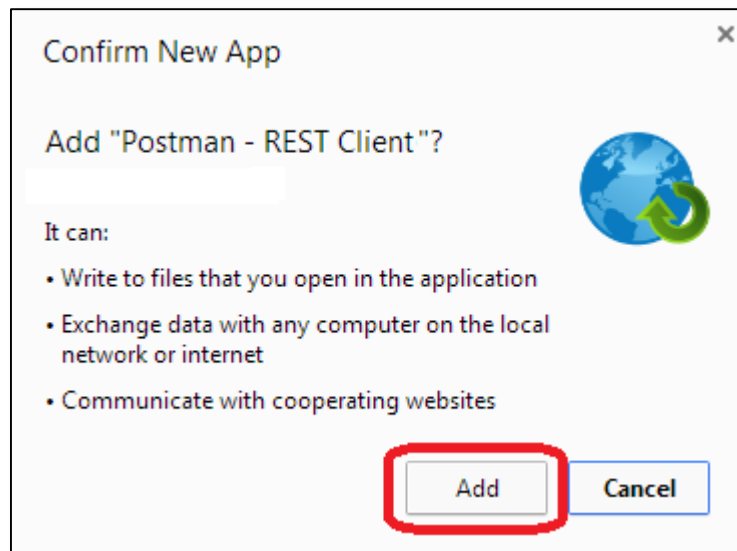 Confirm New App
Add "Postman - REST Client"?
It can:
• Write to files that you open in the application
• Exchange data with any computer on the local
network or internet
• Communicate with cooperating websites
Add
Cancel